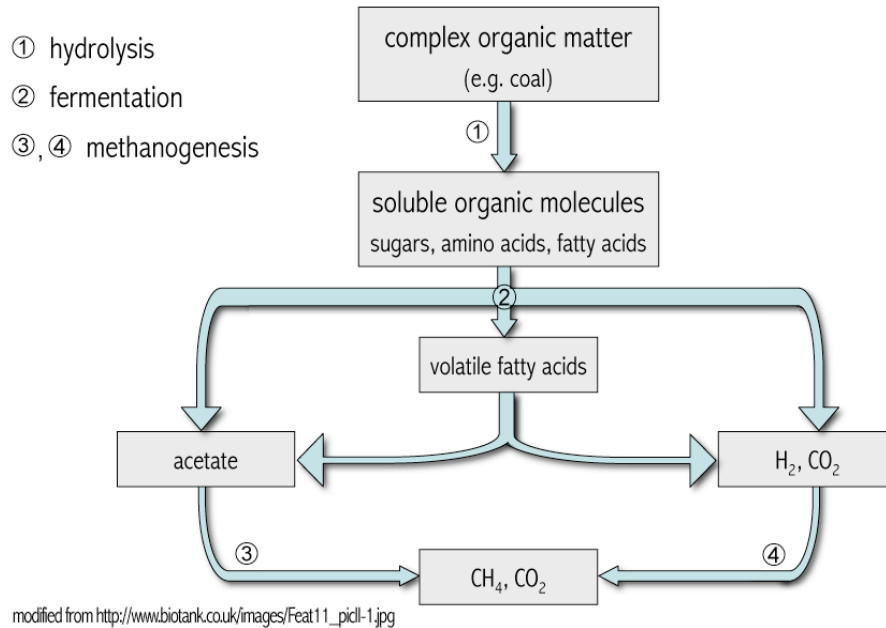 ① hydrolysis
② fermentation
③, ④ methanogenesis
complex organic matter
(e.g. coal)
①
soluble organic molecules
sugars, amino acids, fatty acids
②
volatile fatty acids
acetate
H₂, CO₂
③
④
CH₄, CO₂
modified from http://www.biotank.co.uk/images/Feat11_picII-1.jpg